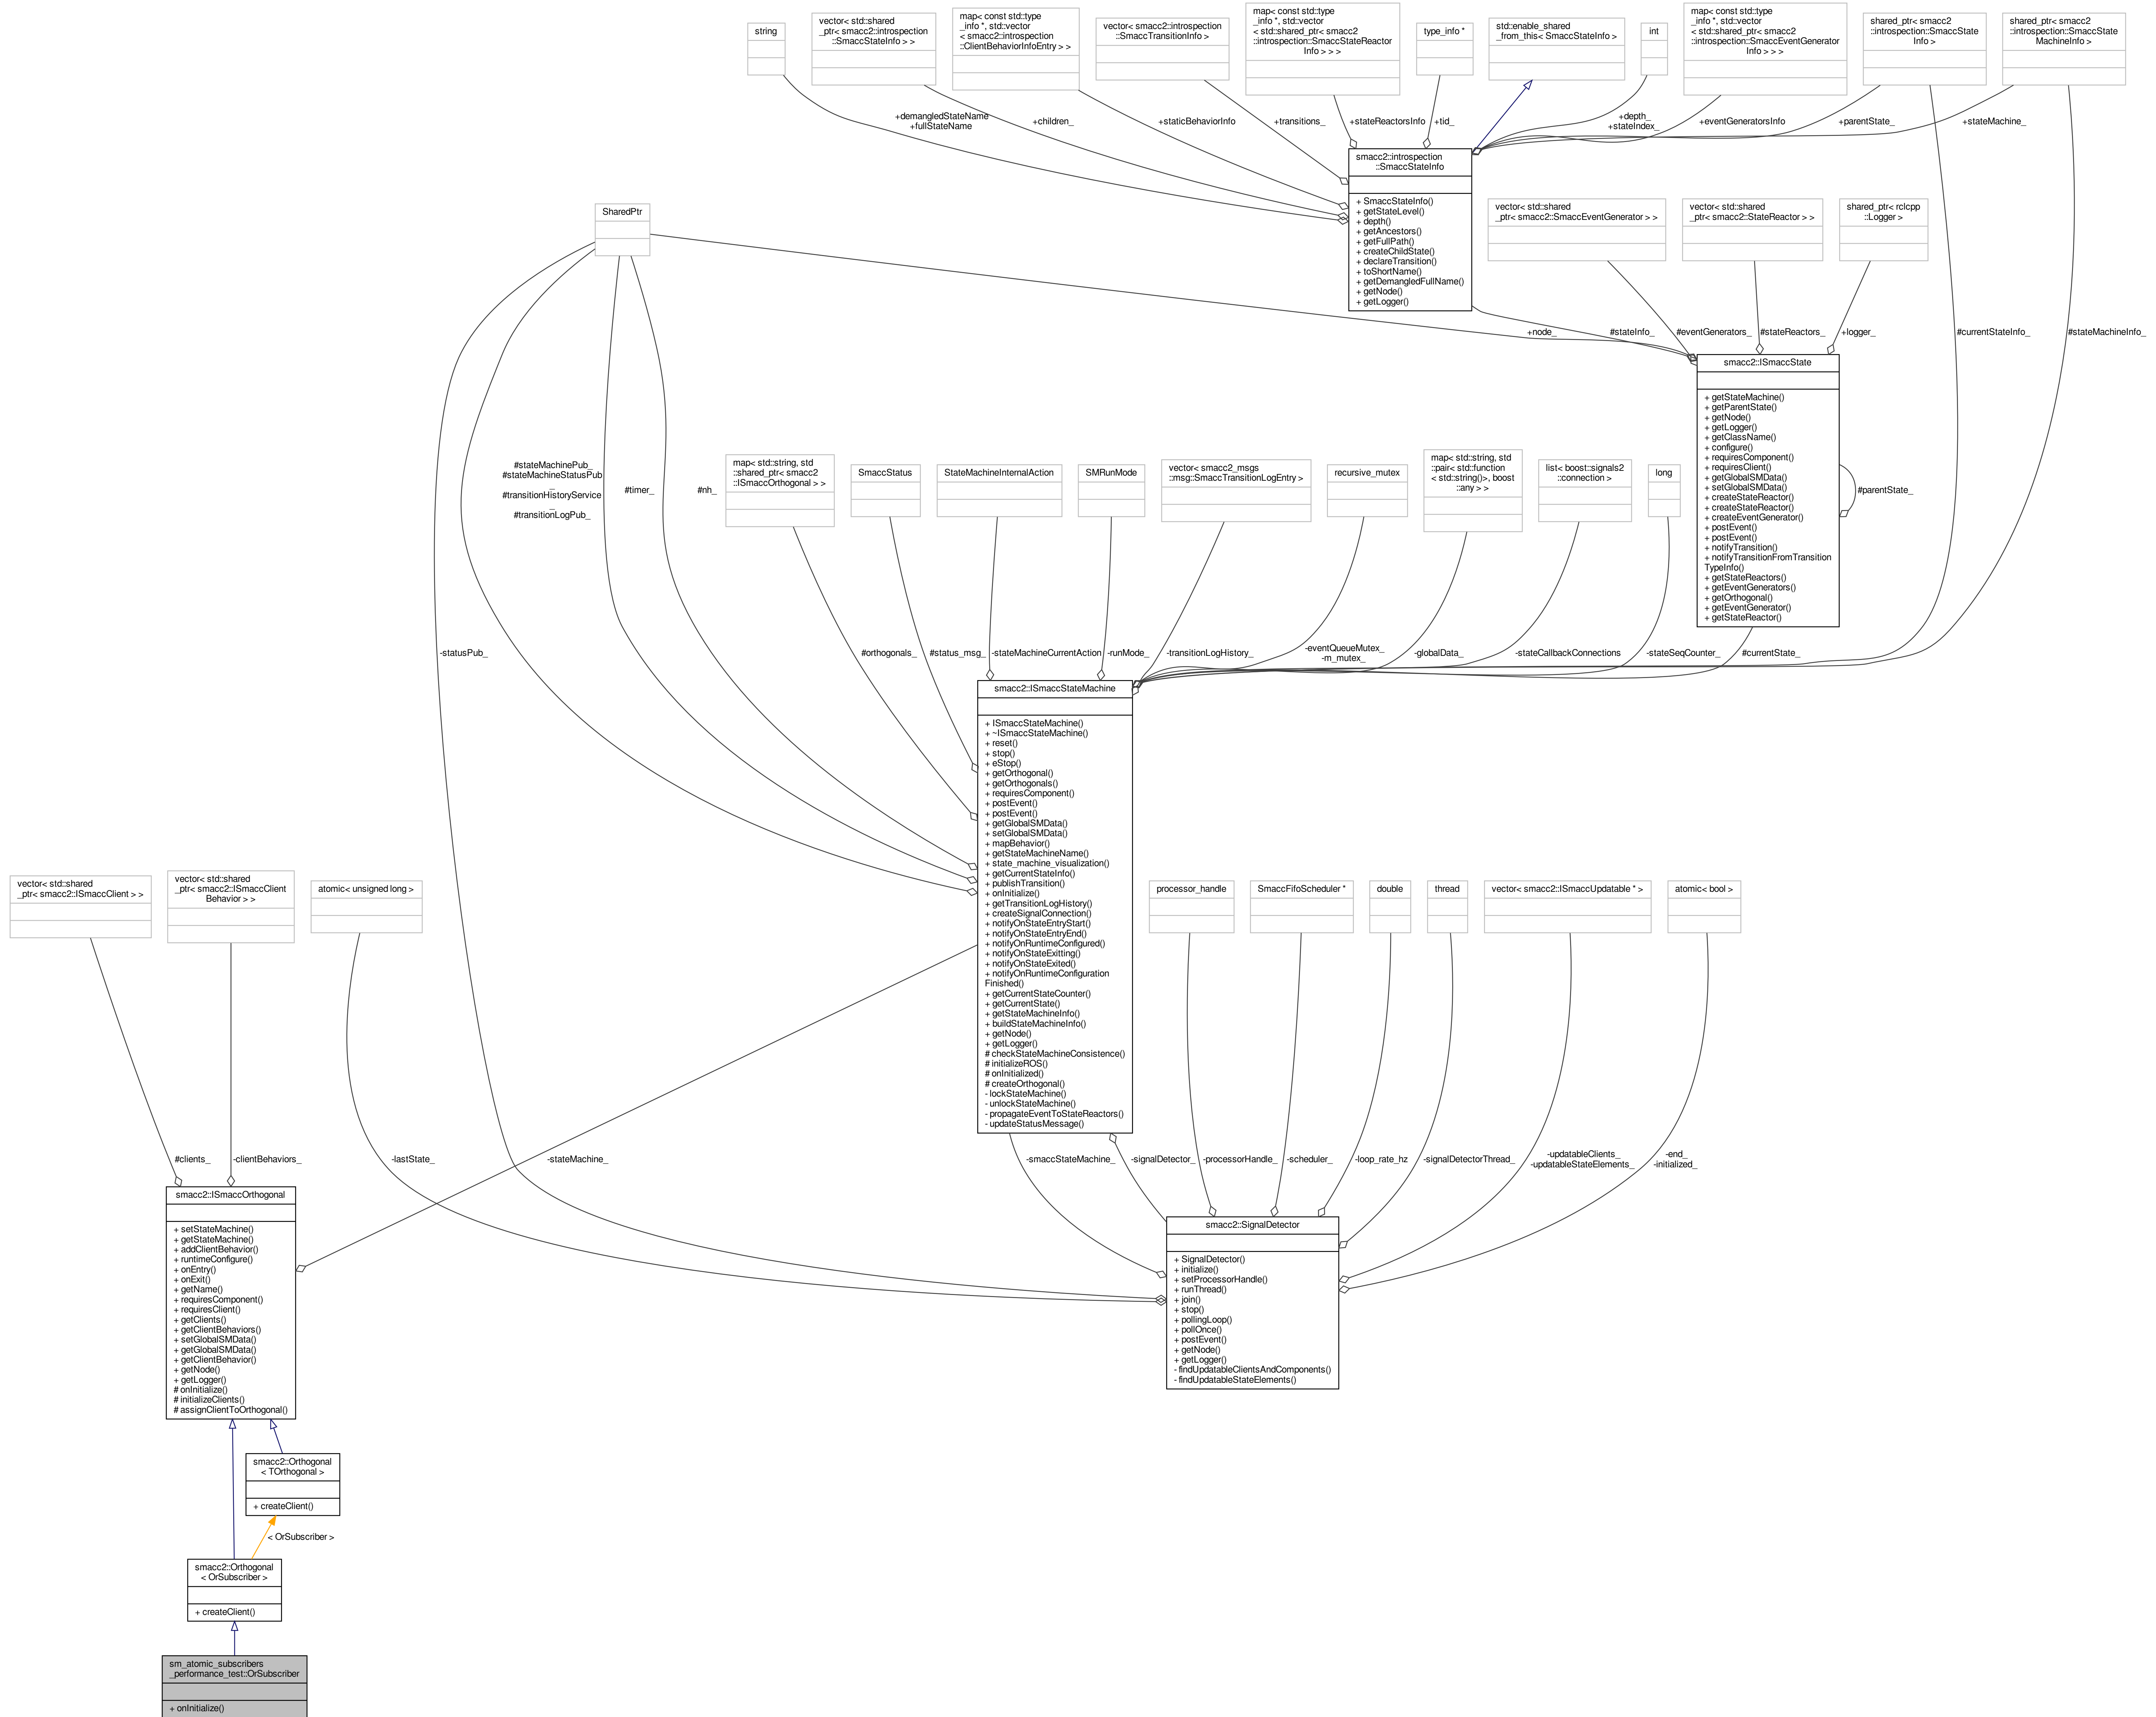 string
vector< std::shared
_ptr< smacc2::introspection
::SmaccStateInfo > >
map< const std::type
_info *, std::vector
< smacc2::introspection
::ClientBehaviorInfoEntry > >
vector< smacc2::introspection
::SmaccTransitionInfo >
map< const std::type
_info *, std::vector
< std::shared_ptr< smacc2
::introspection::SmaccStateReactor
Info > > >
type_info *
std::enable_shared
_from_this< SmaccStateInfo >
int
map< const std::type
_info *, std::vector
< std::shared_ptr< smacc2
::introspection::SmaccEventGenerator
Info > > >
shared_ptr< smacc2
::introspection::SmaccState
Info >
shared_ptr< smacc2
::introspection::SmaccState
MachineInfo >
+demangledStateName
+fullStateName
+children_
+staticBehaviorInfo
+transitions_
+stateReactorsInfo
+tid_
+depth_
+stateIndex_
+eventGeneratorsInfo
+parentState_
+stateMachine_
smacc2::introspection
::SmaccStateInfo
+ SmaccStateInfo()
+ getStateLevel()
+ depth()
+ getAncestors()
+ getFullPath()
+ createChildState()
+ declareTransition()
+ toShortName()
+ getDemangledFullName()
+ getNode()
+ getLogger()
SharedPtr
vector< std::shared
_ptr< smacc2::SmaccEventGenerator > >
vector< std::shared
_ptr< smacc2::StateReactor > >
shared_ptr< rclcpp
::Logger >
+node_
#stateInfo_
#eventGenerators_
#stateReactors_
+logger_
#currentStateInfo_
#stateMachineInfo_
smacc2::ISmaccState
+ getStateMachine()
+ getParentState()
+ getNode()
+ getLogger()
+ getClassName()
+ configure()
+ requiresComponent()
+ requiresClient()
+ getGlobalSMData()
+ setGlobalSMData()
+ createStateReactor()
+ createStateReactor()
+ createEventGenerator()
+ postEvent()
+ postEvent()
+ notifyTransition()
+ notifyTransitionFromTransition
TypeInfo()
+ getStateReactors()
+ getEventGenerators()
+ getOrthogonal()
+ getEventGenerator()
+ getStateReactor()
#parentState_
#stateMachinePub_
#stateMachineStatusPub
_
#transitionHistoryService
_
#transitionLogPub_
#timer_
#nh_
map< std::string, std
::shared_ptr< smacc2
::ISmaccOrthogonal > >
SmaccStatus
StateMachineInternalAction
SMRunMode
vector< smacc2_msgs
::msg::SmaccTransitionLogEntry >
recursive_mutex
map< std::string, std
::pair< std::function
< std::string()>, boost
::any > >
list< boost::signals2
::connection >
long
-statusPub_
#orthogonals_
#status_msg_
-stateMachineCurrentAction
-runMode_
-transitionLogHistory_
-eventQueueMutex_
-m_mutex_
-globalData_
-stateCallbackConnections
-stateSeqCounter_
#currentState_
smacc2::ISmaccStateMachine
+ ISmaccStateMachine()
+ ~ISmaccStateMachine()
+ reset()
+ stop()
+ eStop()
+ getOrthogonal()
+ getOrthogonals()
+ requiresComponent()
+ postEvent()
+ postEvent()
+ getGlobalSMData()
+ setGlobalSMData()
+ mapBehavior()
+ getStateMachineName()
+ state_machine_visualization()
+ getCurrentStateInfo()
+ publishTransition()
+ onInitialize()
+ getTransitionLogHistory()
+ createSignalConnection()
+ notifyOnStateEntryStart()
+ notifyOnStateEntryEnd()
+ notifyOnRuntimeConfigured()
+ notifyOnStateExitting()
+ notifyOnStateExited()
+ notifyOnRuntimeConfiguration
Finished()
+ getCurrentStateCounter()
+ getCurrentState()
+ getStateMachineInfo()
+ buildStateMachineInfo()
+ getNode()
+ getLogger()
# checkStateMachineConsistence()
# initializeROS()
# onInitialized()
# createOrthogonal()
- lockStateMachine()
- unlockStateMachine()
- propagateEventToStateReactors()
- updateStatusMessage()
vector< std::shared
_ptr< smacc2::ISmaccClient > >
vector< std::shared
_ptr< smacc2::ISmaccClient
Behavior > >
atomic< unsigned long >
processor_handle
SmaccFifoScheduler *
double
thread
vector< smacc2::ISmaccUpdatable * >
atomic< bool >
#clients_
-clientBehaviors_
-lastState_
-stateMachine_
-smaccStateMachine_
-signalDetector_
-processorHandle_
-scheduler_
-loop_rate_hz
-signalDetectorThread_
-updatableClients_
-updatableStateElements_
-end_
-initialized_
smacc2::ISmaccOrthogonal
+ setStateMachine()
+ getStateMachine()
+ addClientBehavior()
+ runtimeConfigure()
+ onEntry()
+ onExit()
+ getName()
+ requiresComponent()
+ requiresClient()
+ getClients()
+ getClientBehaviors()
+ setGlobalSMData()
+ getGlobalSMData()
+ getClientBehavior()
+ getNode()
+ getLogger()
# onInitialize()
# initializeClients()
# assignClientToOrthogonal()
smacc2::SignalDetector
+ SignalDetector()
+ initialize()
+ setProcessorHandle()
+ runThread()
+ join()
+ stop()
+ pollingLoop()
+ pollOnce()
+ postEvent()
+ getNode()
+ getLogger()
- findUpdatableClientsAndComponents()
- findUpdatableStateElements()
smacc2::Orthogonal
< TOrthogonal >
+ createClient()
< OrSubscriber >
smacc2::Orthogonal
< OrSubscriber >
+ createClient()
sm_atomic_subscribers
_performance_test::OrSubscriber
+ onInitialize()